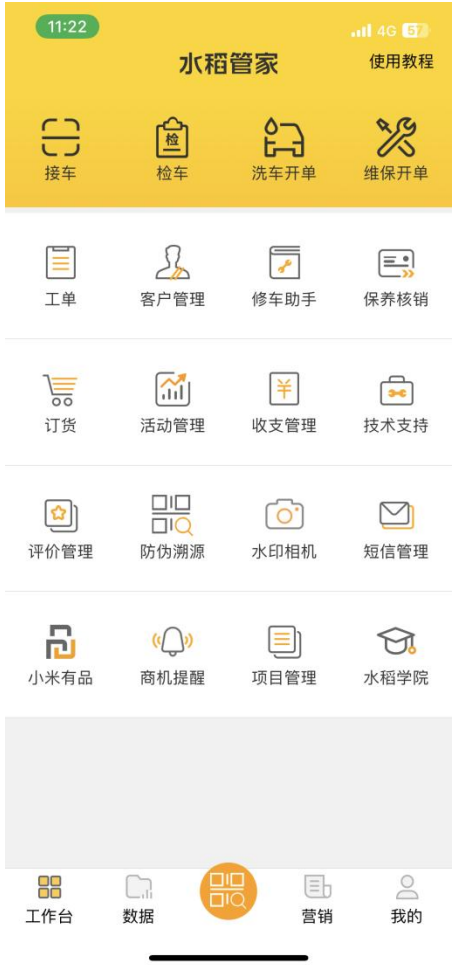 11:22
4G 57
水稻管家
使用教程
检
接车 检车 洗车开单 维保开单
工单 客户管理 修车助手 保养核销
订货 活动管理 收支管理 技术支持
评价管理 防伪溯源 水印相机 短信管理
小米有品 商机提醒 项目管理 水稻学院
工作台 数据 营销 我的